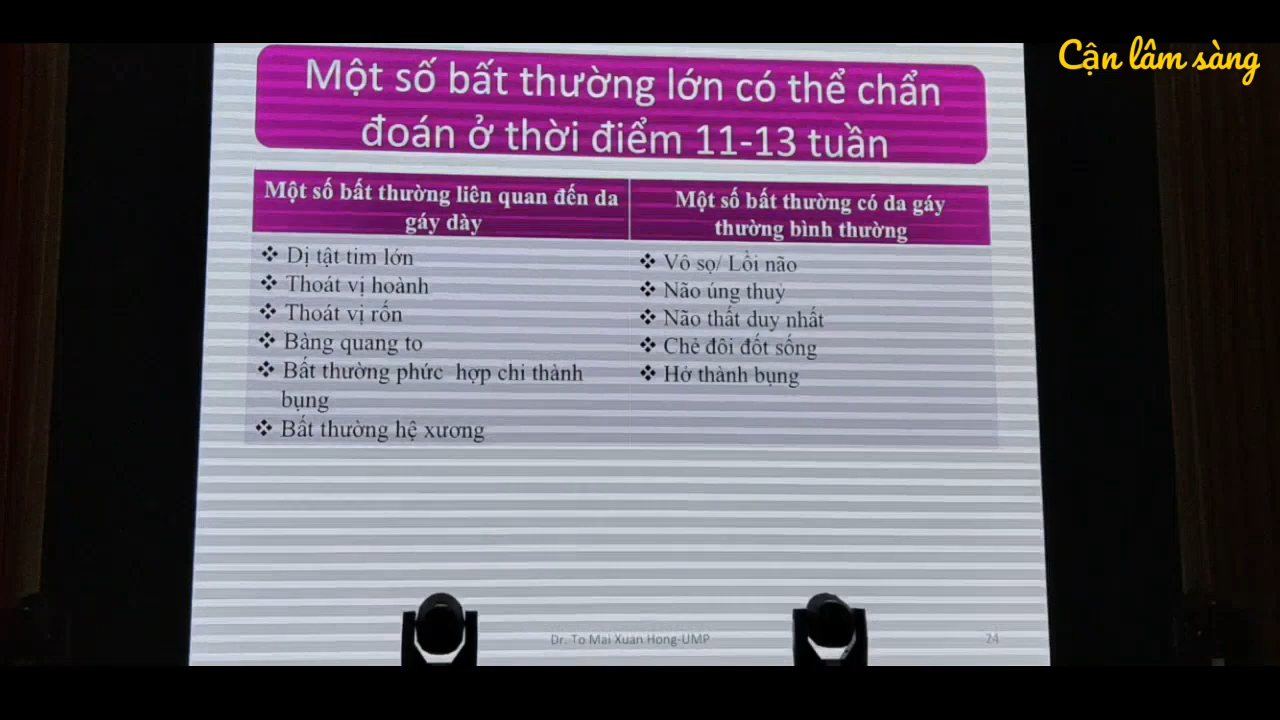 Cận lâm sàng
Một số bất thường lớn có thể chẩn
đoán ở thời điểm 11-13 tuần
Một số bất thường liên quan đến da
gáy dày
❖ Dị tật tim lớn
❖ Thoát vị hoành
❖ Thoát vị rốn
❖ Bàng quang to
❖ Bất thường phức hợp chi thành
bụng
❖ Bất thường hệ xương
Một số bất thường có da gáy
thường bình thường
❖ Vô sọ/ Lồi não
❖ Não úng thuỷ
❖ Não thất duy nhất
❖ Chẻ đôi đốt sống
❖ Hở thành bụng
Dr. To Mai Xuan Hong-UMP
24